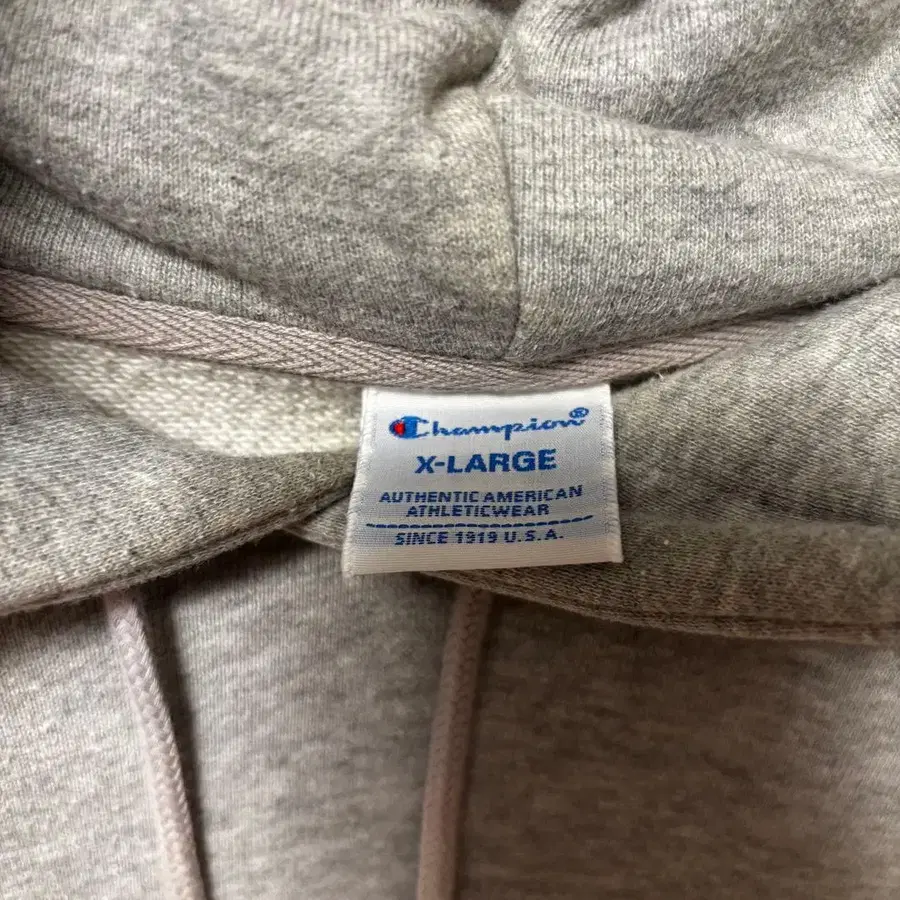 Champion®
X-LARGE
AUTHENTIC AMERICAN
ATHLETICWEAR
SINCE 1919 U.S.A.